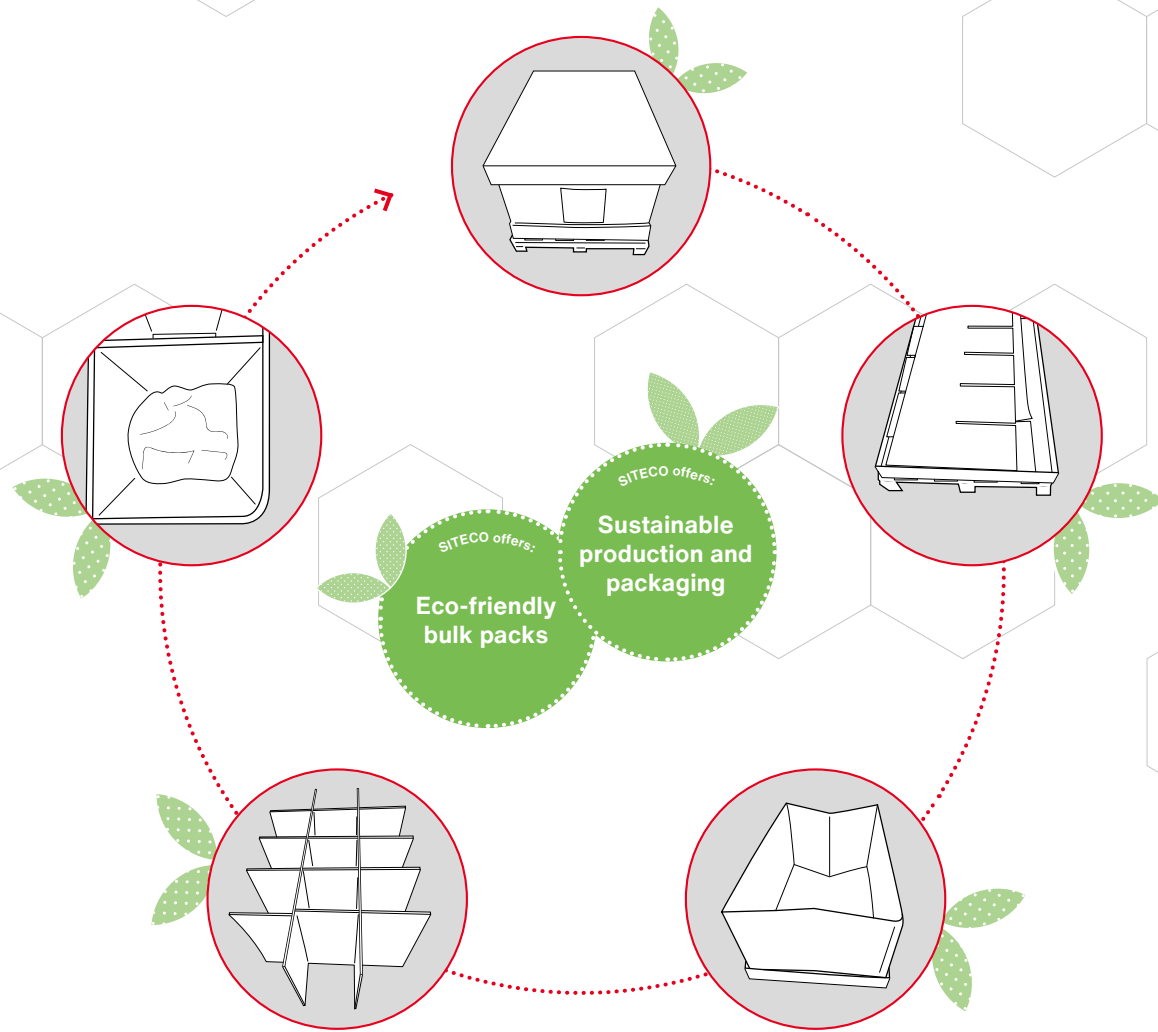 SITECO offers:
Sustainable
production and
packaging
SITECO offers:
Eco-friendly
bulk packs